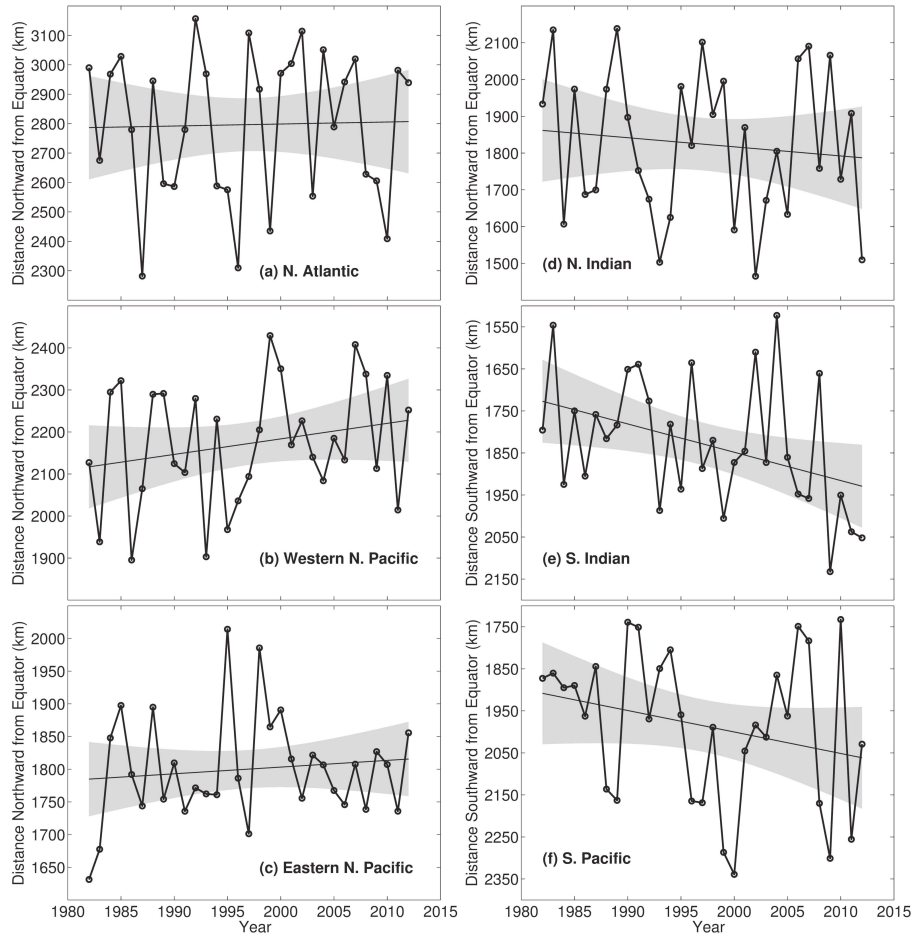 Distance Northward from Equator (km)
3100
3000
2900
2800
2700
2600
2500
2400
2300
(a) N. Atlantic
Distance Northward from Equator (km)
2100
2000
1900
1800
1700
1600
1500
(d) N. Indian
Distance Northward from Equator (km)
2400
2300
2200
2100
2000
1900
(b) Western N. Pacific
Distance Southward from Equator (km)
1550
1650
1750
1850
1950
2050
2150
(e) S. Indian
Distance Northward from Equator (km)
2000
1950
1900
1850
1800
1750
1700
1650
(c) Eastern N. Pacific
1980 1985 1990 1995 2000 2005 2010 2015
Year
Distance Southward from Equator (km)
1750
1850
1950
2050
2150
2250
2350
(f) S. Pacific
1980 1985 1990 1995 2000 2005 2010 2015
Year